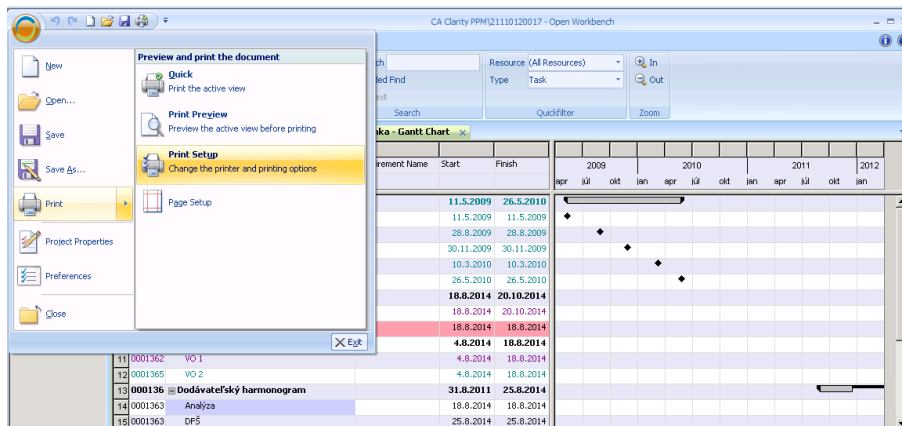 CA Clarity PPM\21110120017 - Open Workbench
New
Open...
Save
Save As...
Print
Project Properties
Preferences
Close
Preview and print the document
Quick
Print the active view
Print Preview
Preview the active view before printing
Print Setup
Change the printer and printing options
Page Setup
Exit
Resource (All Resources)
Type Task
In
Out
Search Quickfilter Zoom
- Gantt Chart
Name Start Finish
2009 2010 2011 2012
apr júl okt jan apr júl okt jan apr júl okt jan
11.5.2009 26.5.2010
11.5.2009 11.5.2009
28.8.2009 28.8.2009
30.11.2009 30.11.2009
10.3.2010 10.3.2010
26.5.2010 26.5.2010
18.8.2014 20.10.2014
18.8.2014 20.10.2014
18.8.2014 18.8.2014
4.8.2014 18.8.2014
11 0001362 VO 1 4.8.2014 18.8.2014
12 0001365 VO 2 4.8.2014 18.8.2014
13 000136 Dodávateľský harmonogram 31.8.2011 25.8.2014
14 0001363 Analýza 18.8.2014 18.8.2014
15 0001363 DFŠ 25.8.2014 25.8.2014